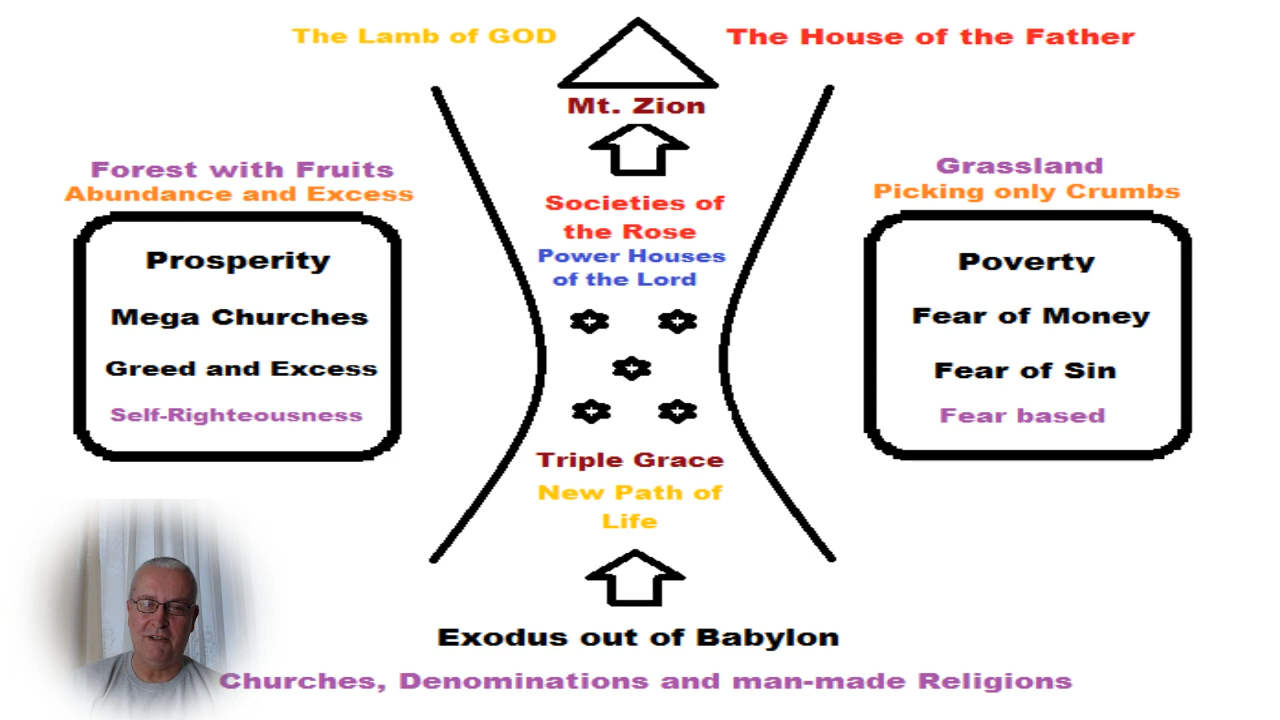 The Lamb of GOD
The House of the Father
Mt. Zion
Forest with Fruits
Abundance and Excess
Prosperity
Mega Churches
Greed and Excess
Self-Righteousness
Societies of
the Rose
Power Houses
of the Lord
Triple Grace
New Path of
Life
Grassland
Picking only Crumbs
Poverty
Fear of Money
Fear of Sin
Fear based
Exodus out of Babylon
Churches, Denominations and man-made Religions